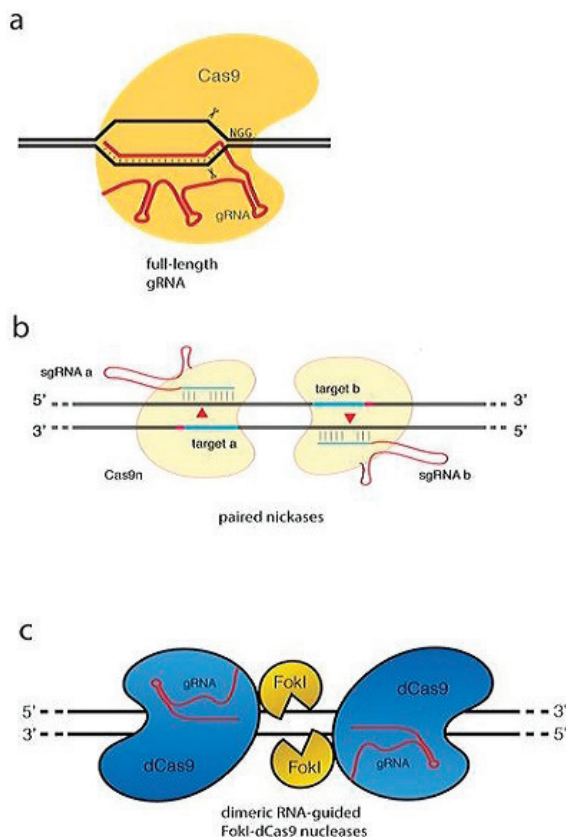 a
Cas9
NGG
gRNA
full-length
gRNA
b
sgRNA a
target b
5' 3'
3' 5'
target a
Cas9n
sgRNA b
paired nickases
c
FokI
gRNA
dCas9
5' 3'
3' 5'
FokI
gRNA
dCas9
dimeric RNA-guided
FokI-dCas9 nucleases